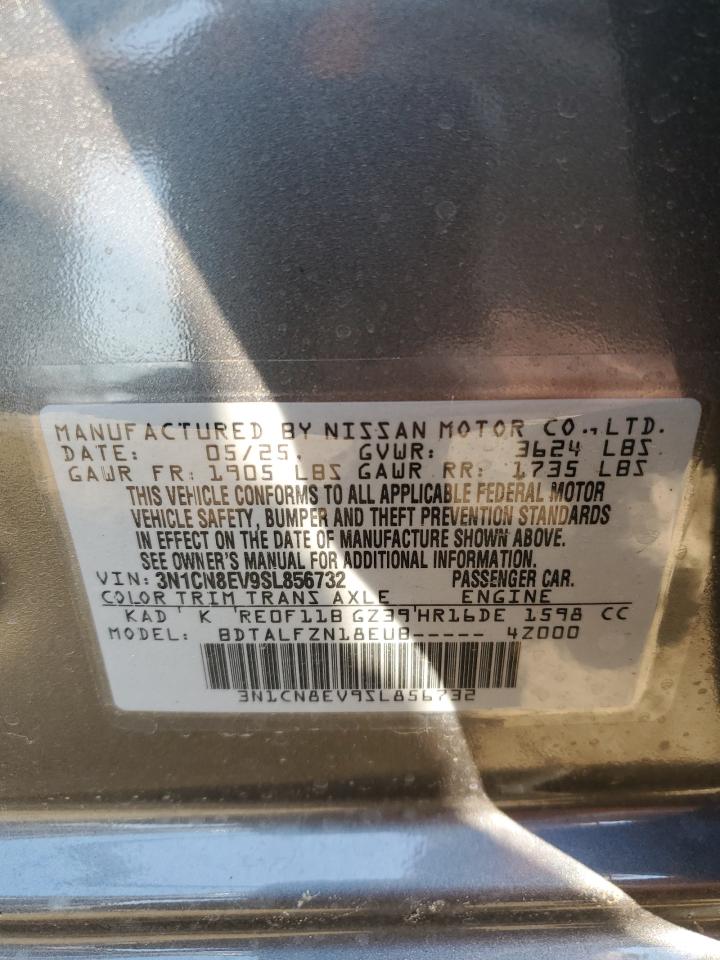 MANUFACTURED BY NISSAN MOTOR CO., LTD.
DATE: 05/25. GVWR: 3624 LBS
GAWR FR: 1905 LBS GAWR RR: 1735 LBS
THIS VEHICLE CONFORMS TO ALL APPLICABLE FEDERAL MOTOR
VEHICLE SAFETY, BUMPER AND THEFT PREVENTION STANDARDS
IN EFFECT ON THE DATE OF MANUFACTURE SHOWN ABOVE.
SEE OWNER'S MANUAL FOR ADDITIONAL INFORMATION.
VIN: 3N1CN8EV9SL856732 PASSENGER CAR.
COLOR TRIM TRANS AXLE ENGINE
KAD K RE0F11B GZ39 HR16DE 1598 CC
MODEL: BDTALFZN18EUB----- 4Z000
3N1CN8EV9SL856732